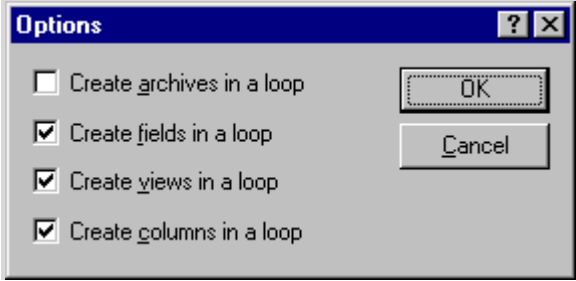 Options
Create archives in a loop
OK
Create fields in a loop
Cancel
Create views in a loop
Create columns in a loop